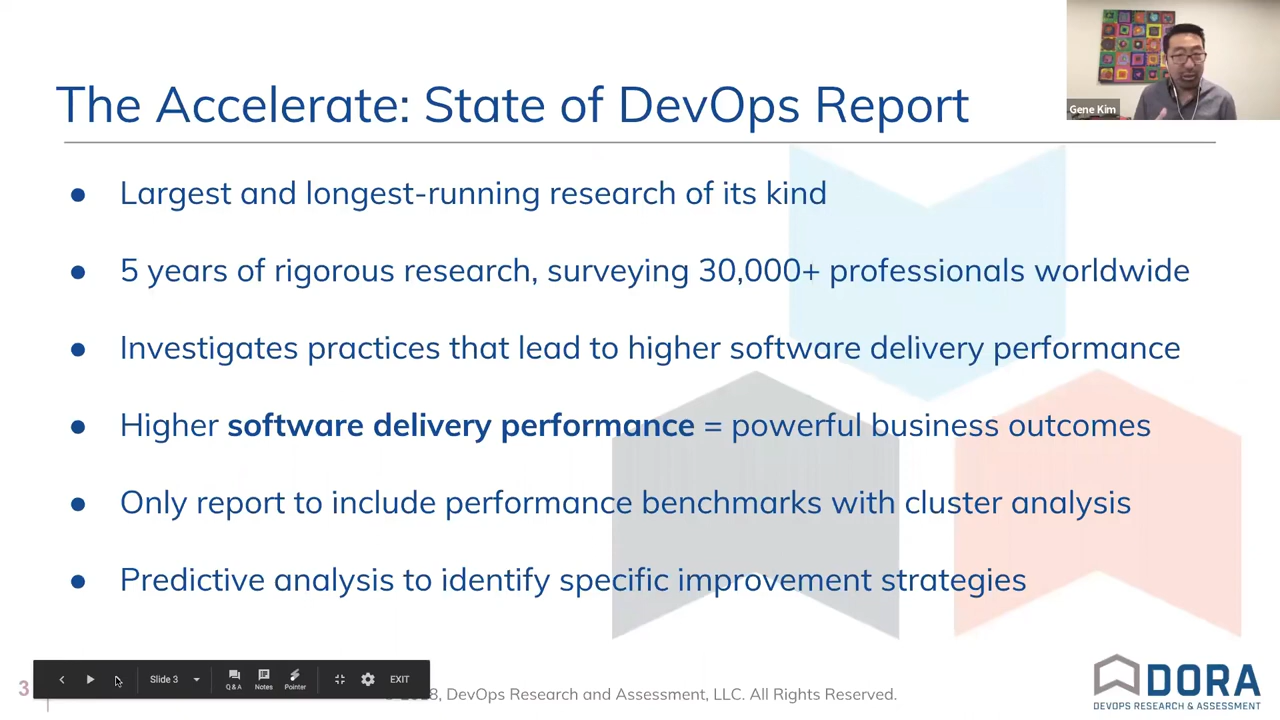 Gene Kim
The Accelerate: State of DevOps Report
● Largest and longest-running research of its kind
● 5 years of rigorous research, surveying 30,000+ professionals worldwide
● Investigates practices that lead to higher software delivery performance
● Higher software delivery performance = powerful business outcomes
● Only report to include performance benchmarks with cluster analysis
● Predictive analysis to identify specific improvement strategies
3
Slide 3
Q & A
Notes
Pointer
EXIT
DevOps Research and Assessment, LLC. All Rights Reserved.
DORA
DEVOPS RESEARCH & ASSESSMENT